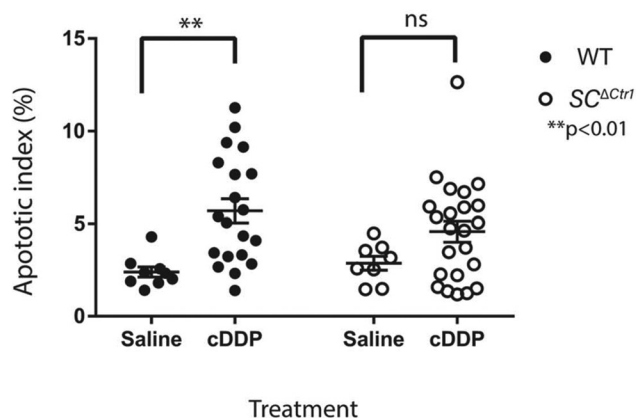 ** ns
15
10
5
0
Apoptotic index (%)
WT
SC^ΔCtr1
**p<0.01
Saline cDDP Saline cDDP
Treatment